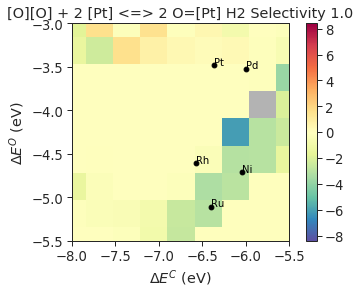 [O][O] + 2 [Pt] <=> 2 O=[Pt] H2 Selectivity 1.0
−3.0
−3.5
−4.0
−4.5
−5.0
−5.5
ΔE^O (eV)
Pt
Pd
Rh
Ni
Ru
−8.0 −7.5 −7.0 −6.5 −6.0 −5.5
ΔE^C (eV)
8
6
4
2
0
−2
−4
−6
−8